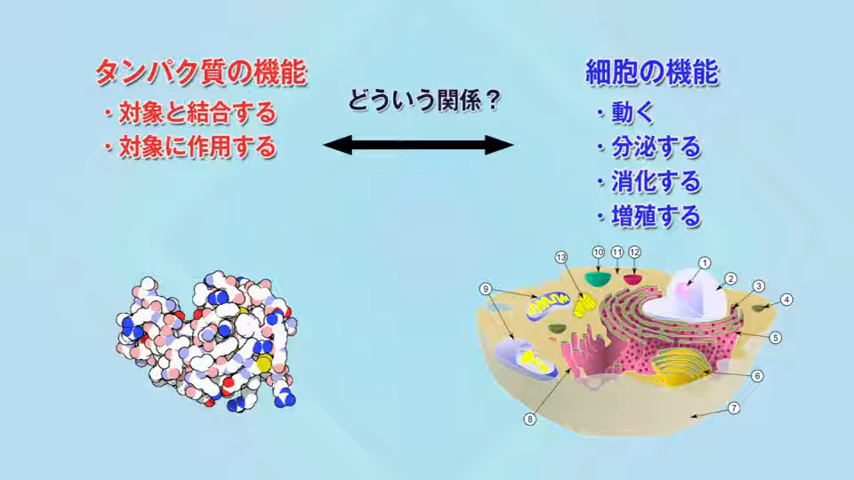 タンパク質の機能
・対象と結合する
・対象に作用する
どういう関係？
細胞の機能
・動く
・分泌する
・消化する
・増殖する
1
2
3
4
5
6
7
8
9
10
11
12
13